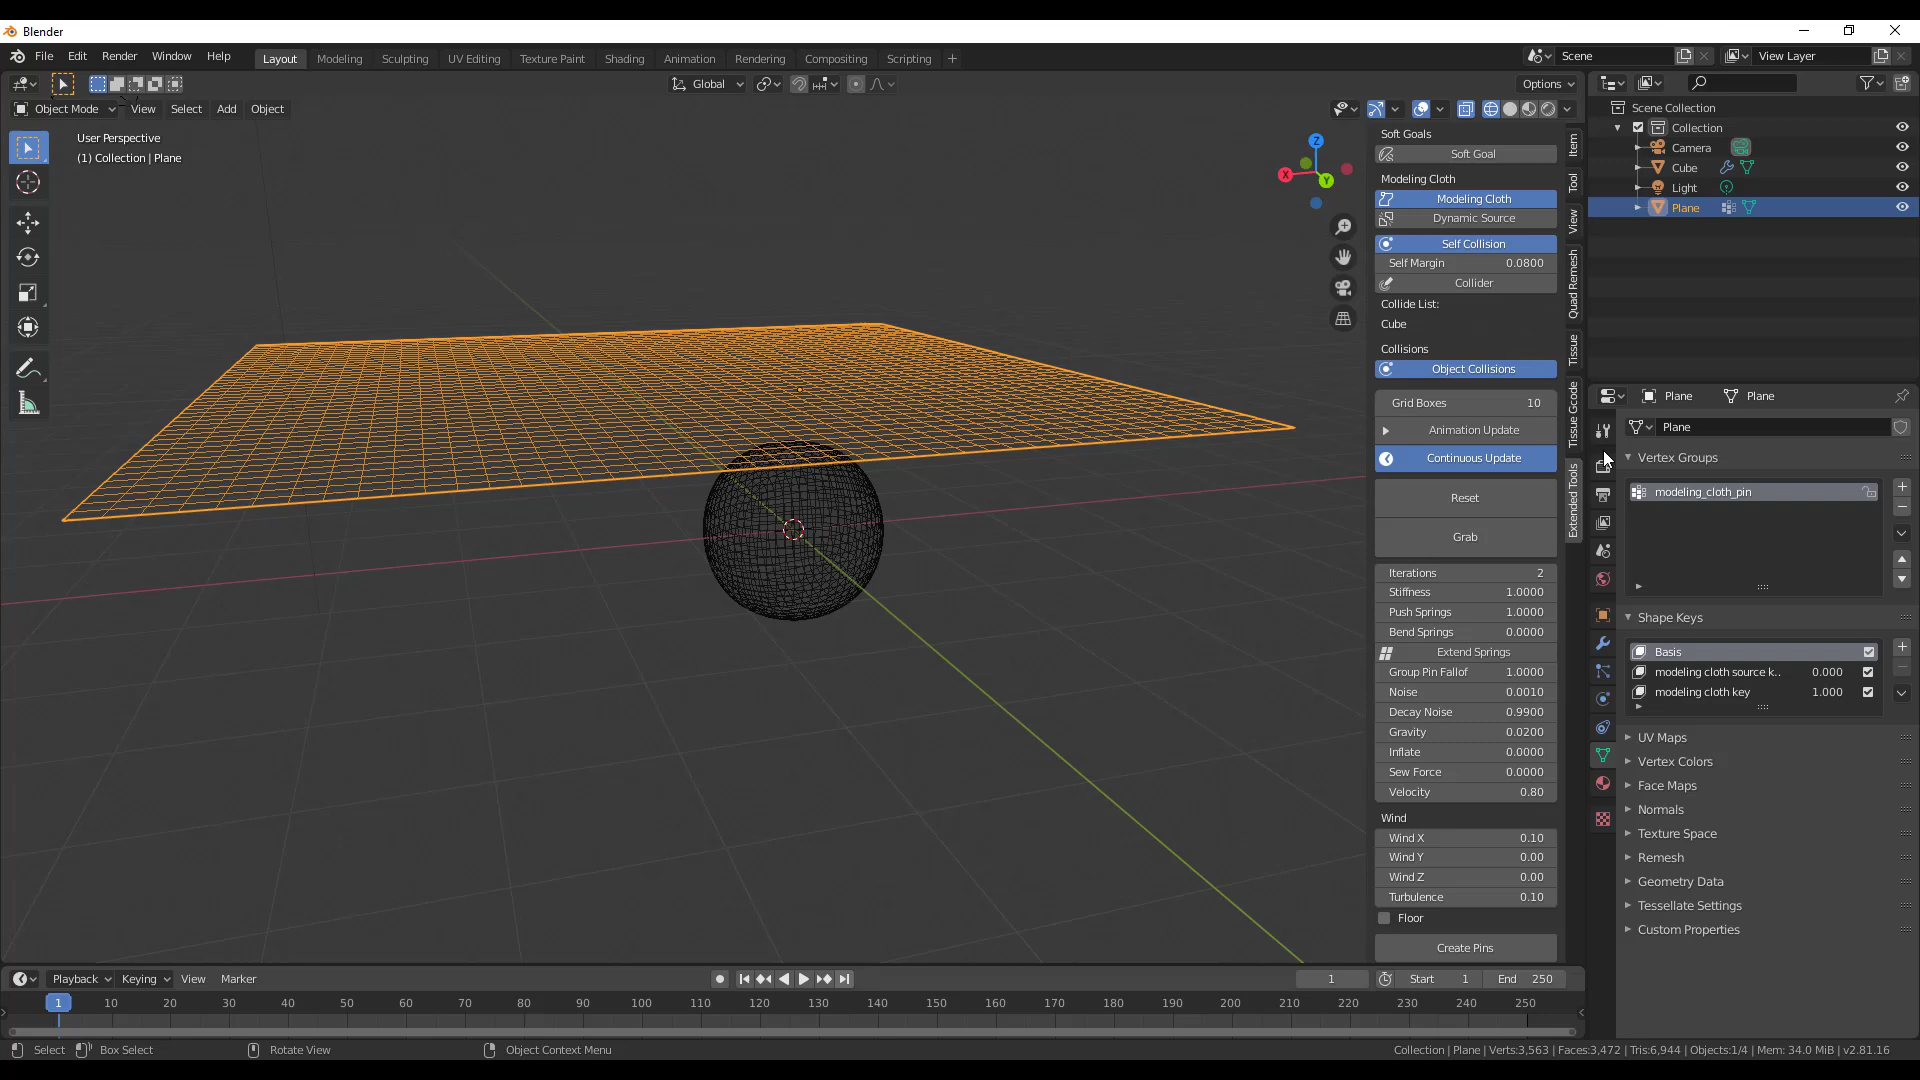 Blender
File Edit Render Window Help Layout Modeling Sculpting UV Editing Texture Paint Shading Animation Rendering Compositing Scripting + Scene View Layer
Global Options
Object Mode View Select Add Object
User Perspective
(1) Collection | Plane
Z
X
Y
Soft Goals
Soft Goal
Modeling Cloth
Modeling Cloth
Dynamic Source
Self Collision
Self Margin 0.0800
Collider
Collide List:
Cube
Collisions
Object Collisions
Grid Boxes 10
Animation Update
Continuous Update
Reset
Grab
Iterations 2
Stiffness 1.0000
Push Springs 1.0000
Bend Springs 0.0000
Extend Springs
Group Pin Fallof 1.0000
Noise 0.0010
Decay Noise 0.9900
Gravity 0.0200
Inflate 0.0000
Sew Force 0.0000
Velocity 0.80
Wind
Wind X 0.10
Wind Y 0.00
Wind Z 0.00
Turbulence 0.10
Floor
Create Pins
Item
Tool
View
Quad Remesh
Tissue
Tissue Gcode
Extended Tools
Scene Collection
Collection
Camera
Cube
Light
Plane
Plane Plane
Plane
Vertex Groups
modeling_cloth_pin
Shape Keys
Basis
modeling cloth source k.. 0.000
modeling cloth key 1.000
UV Maps
Vertex Colors
Face Maps
Normals
Texture Space
Remesh
Geometry Data
Tessellate Settings
Custom Properties
Playback Keying View Marker 1 Start 1 End 250
1 10 20 30 40 50 60 70 80 90 100 110 120 130 140 150 160 170 180 190 200 210 220 230 240 250
Select Box Select Rotate View Object Context Menu Collection | Plane | Verts:3,563 | Faces:3,472 | Tris:6,944 | Objects:1/4 | Mem: 34.0 MiB | v2.81.16